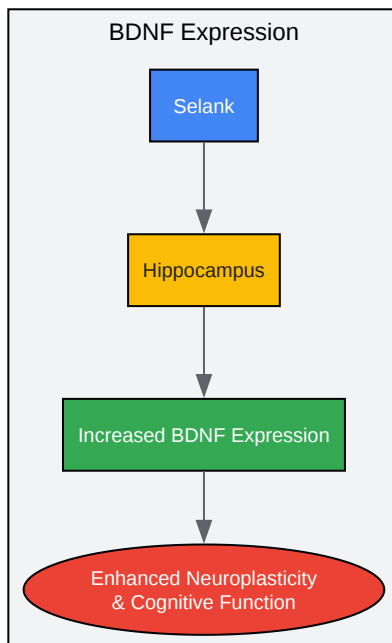 BDNF Expression
Selank
Hippocampus
Increased BDNF Expression
Enhanced Neuroplasticity
& Cognitive Function